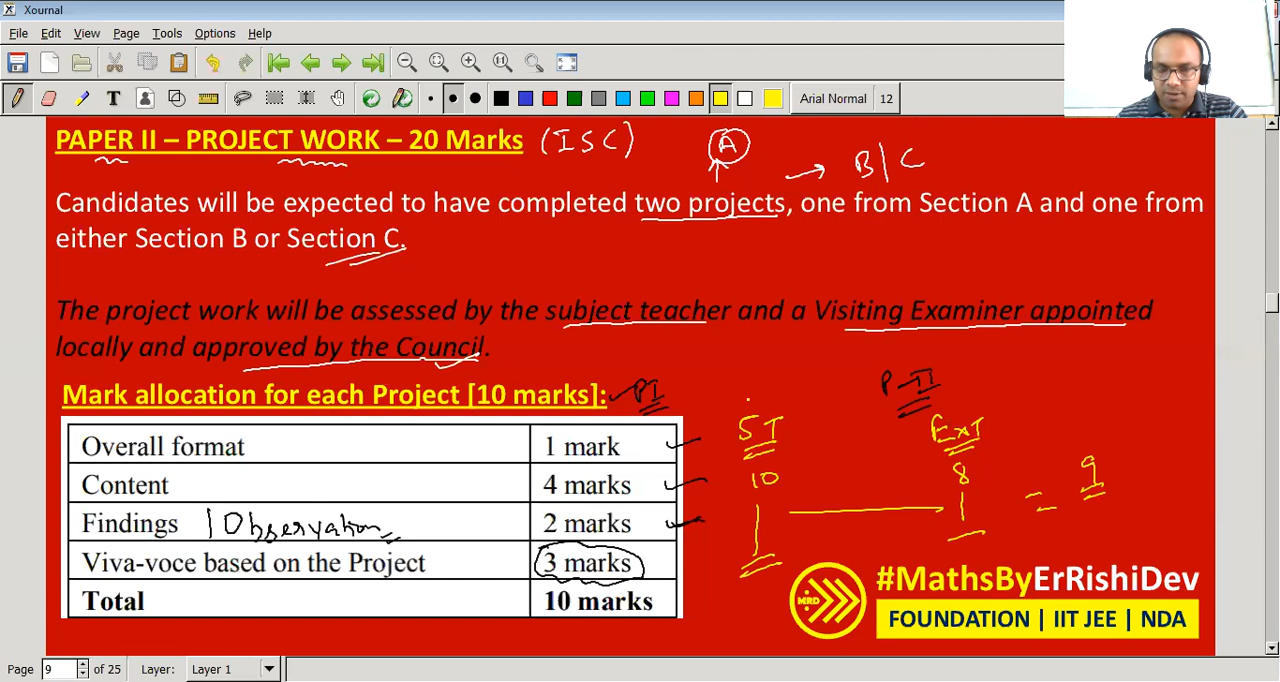 Xournal
File Edit View Page Tools Options Help
Arial Normal 12
PAPER II – PROJECT WORK – 20 Marks (ISC)
A
B | C
Candidates will be expected to have completed two projects, one from Section A and one from
either Section B or Section C.
The project work will be assessed by the subject teacher and a Visiting Examiner appointed
locally and approved by the Council.
Mark allocation for each Project [10 marks]: PI
P-II
Overall format 1 mark
Content 4 marks
Findings | Observation 2 marks
Viva-voce based on the Project 3 marks
Total 10 marks
ST Ext
10 8
= 9
MRD
#MathsByErRishiDev
FOUNDATION | IIT JEE | NDA
Page 9 of 25 Layer: Layer 1